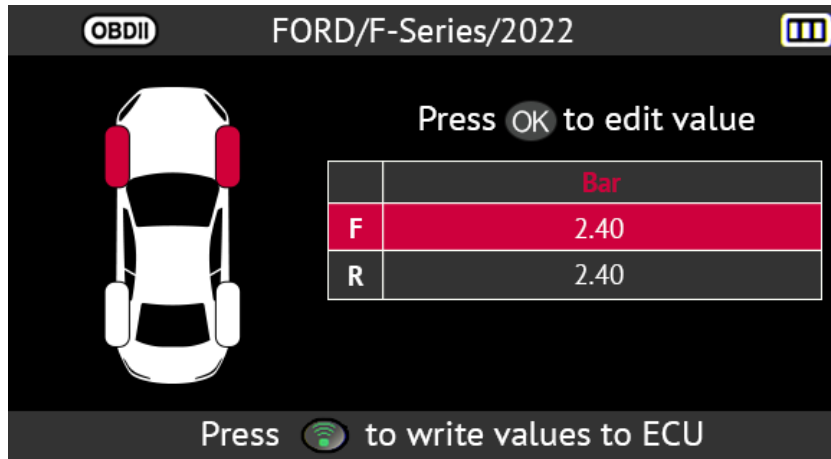 OBDII FORD/F-Series/2022
Press OK to edit value
Bar
F 2.40
R 2.40
Press to write values to ECU